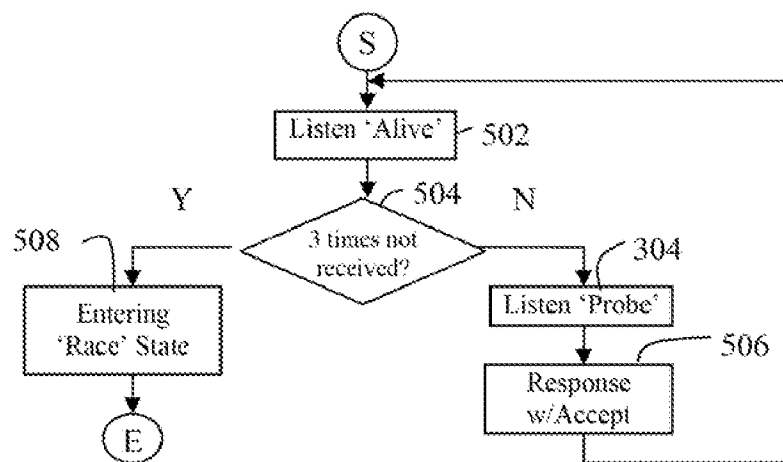 S
Listen ‘Alive’
502
Y
504
N
3 times not
received?
508
304
Entering
‘Race’ State
Listen ‘Probe’
506
Response
w/Accept
E